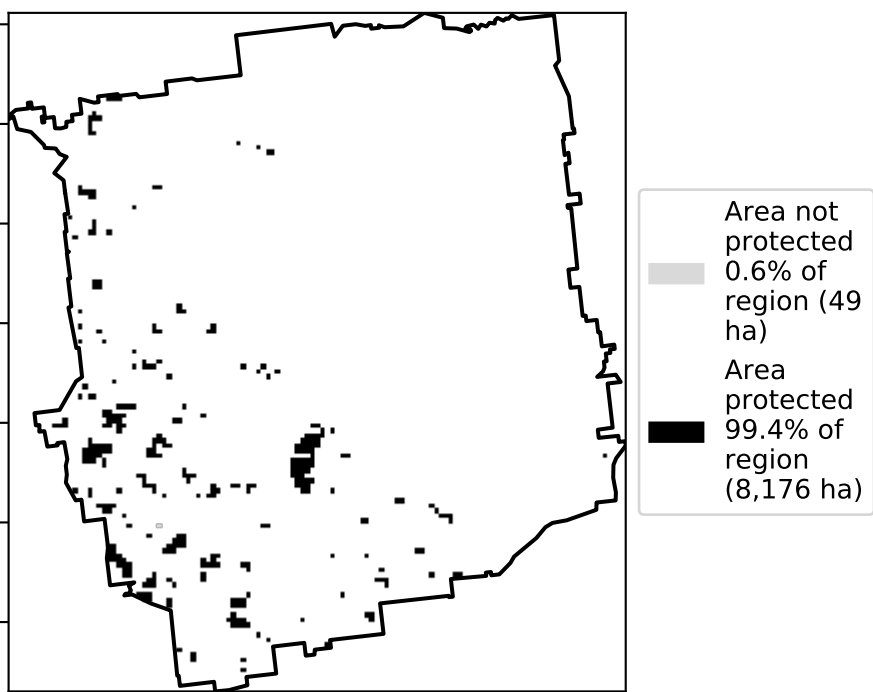 Area not
protected
0.6% of
region (49
ha)
Area
protected
99.4% of
region
(8,176 ha)